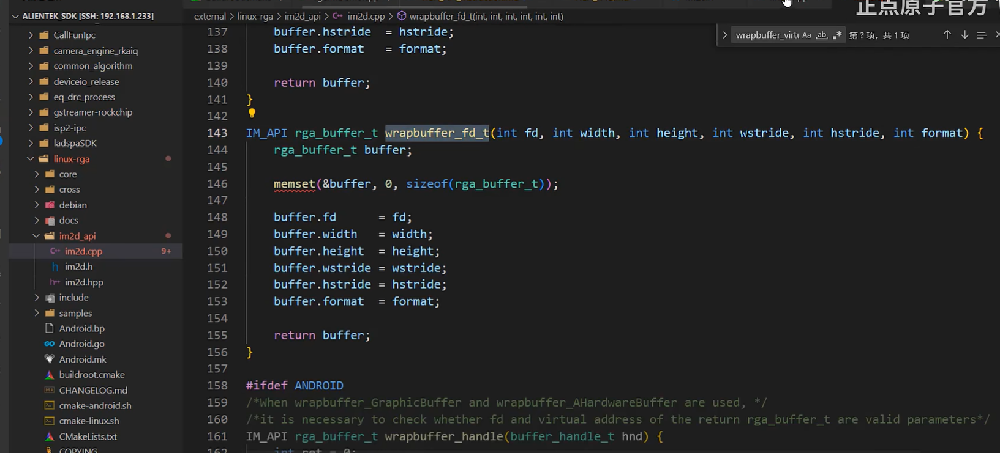 正点原子官方
ALIENTEK_SDK [SSH: 192.168.1.233]
CallFunIpc
camera_engine_rkaiq
common_algorithm
deviceio_release
eq_drc_process
gstreamer-rockchip
isp2-ipc
ladspaSDK
linux-rga
core
cross
debian
docs
im2d_api
im2d.cpp 9+
im2d.h
im2d.hpp
include
samples
Android.bp
Android.go
Android.mk
buildroot.cmake
CHANGELOG.md
cmake-android.sh
cmake-linux.sh
CMakeLists.txt
COPYING
external > linux-rga > im2d_api > im2d.cpp > wrapbuffer_fd_t(int, int, int, int, int, int)
wrapbuffer_virtu Aa ab 第 ? 项, 共 1 项
137 buffer.hstride = hstride;
138 buffer.format = format;
139
140 return buffer;
141 }
142
143 IM_API rga_buffer_t wrapbuffer_fd_t(int fd, int width, int height, int wstride, int hstride, int format) {
144 rga_buffer_t buffer;
145
146 memset(&buffer, 0, sizeof(rga_buffer_t));
147
148 buffer.fd = fd;
149 buffer.width = width;
150 buffer.height = height;
151 buffer.wstride = wstride;
152 buffer.hstride = hstride;
153 buffer.format = format;
154
155 return buffer;
156 }
157
158 #ifdef ANDROID
159 /*When wrapbuffer_GraphicBuffer and wrapbuffer_AHardwareBuffer are used, */
160 /*it is necessary to check whether fd and virtual address of the return rga_buffer_t are valid parameters*/
161 IM_API rga_buffer_t wrapbuffer_handle(buffer_handle_t hnd) {
162 int ret = 0;